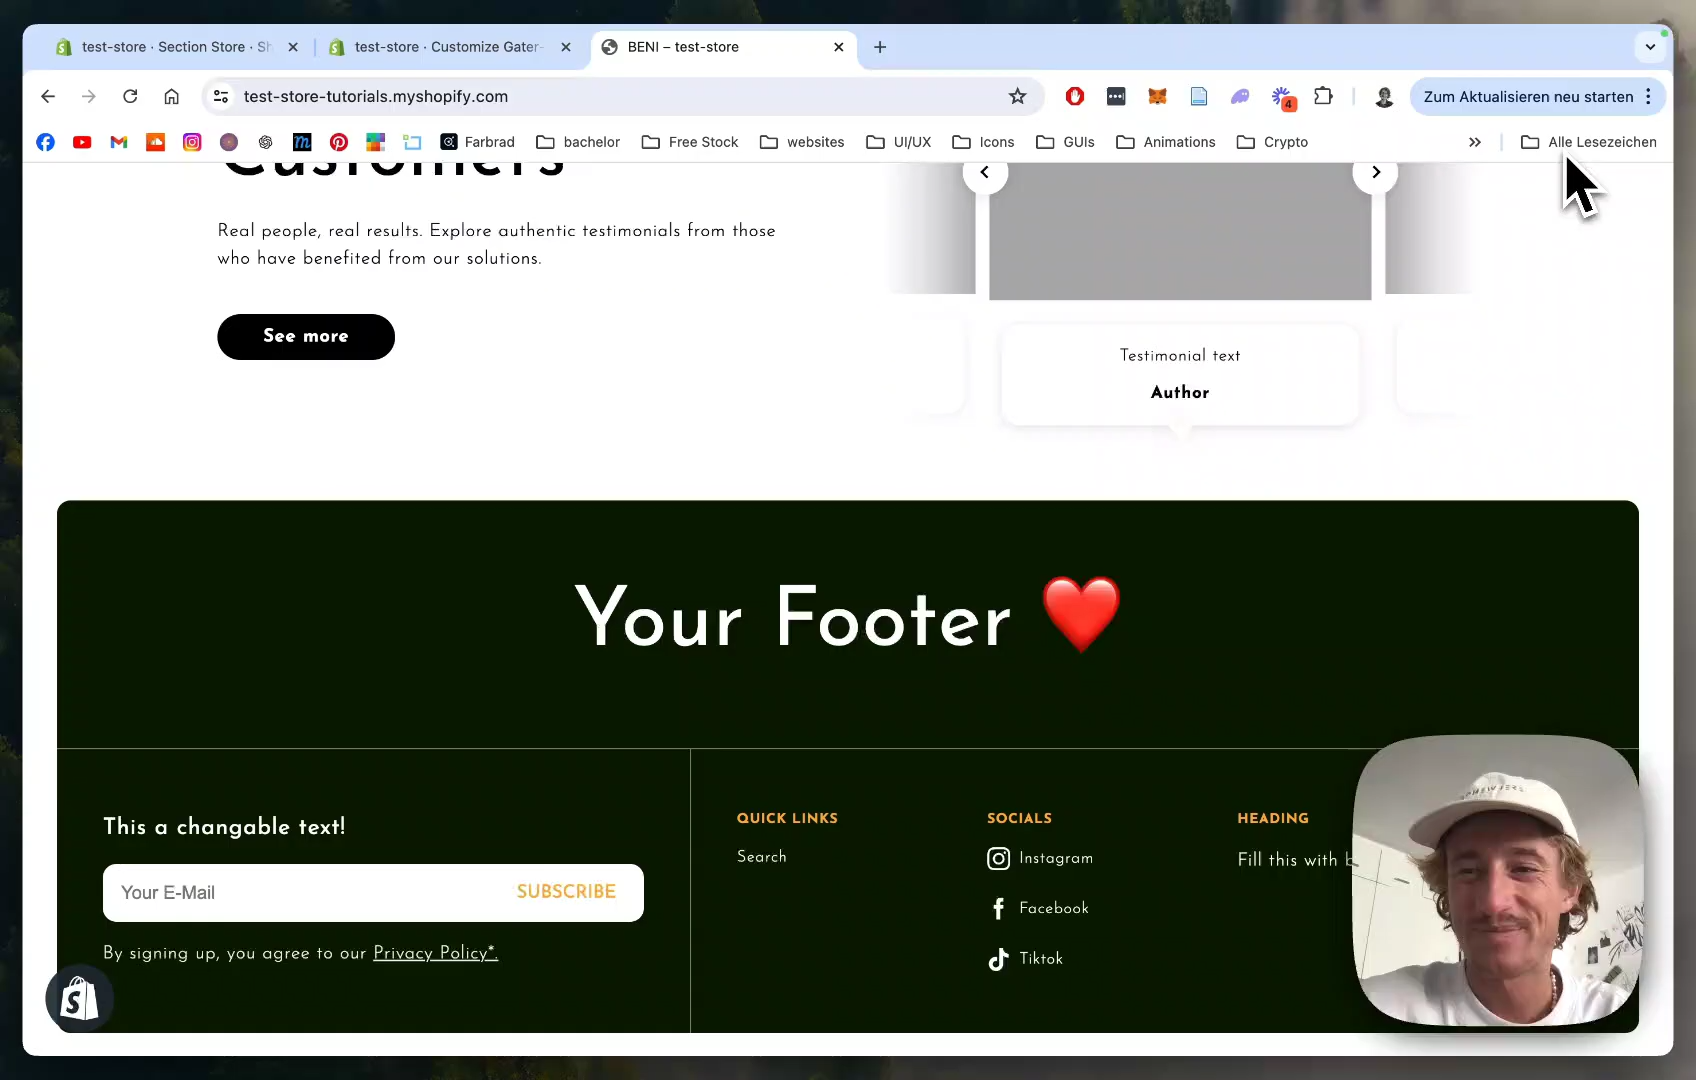 test-store · Section Store · Sh
test-store · Customize Gater-
BENI – test-store
test-store-tutorials.myshopify.com
4
Zum Aktualisieren neu starten
Farbrad
bachelor
Free Stock
websites
UI/UX
Icons
GUIs
Animations
Crypto
Alle Lesezeichen
Customers
Real people, real results. Explore authentic testimonials from those
who have benefited from our solutions.
See more
Testimonial text
Author
Your Footer ❤️
This a changable text!
Your E-Mail
SUBSCRIBE
By signing up, you agree to our Privacy Policy*.
QUICK LINKS
Search
SOCIALS
Instagram
Facebook
Tiktok
HEADING
Fill this with b